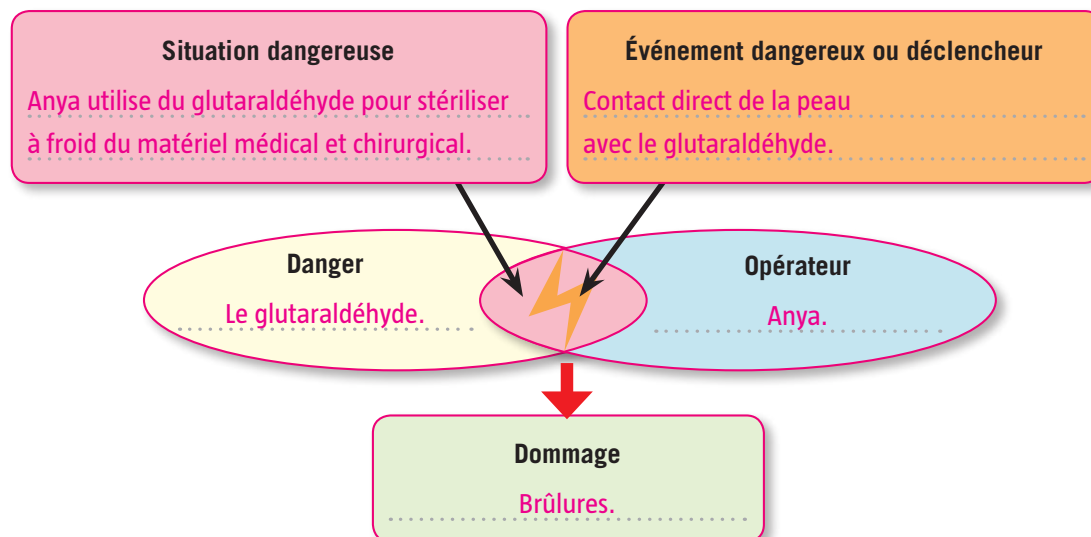 Situation dangereuse
Anya utilise du glutaraldéhyde pour stériliser
à froid du matériel médical et chirurgical.
Événement dangereux ou déclencheur
Contact direct de la peau
avec le glutaraldéhyde.
Danger
Le glutaraldéhyde.
Opérateur
Anya.
Dommage
Brûlures.